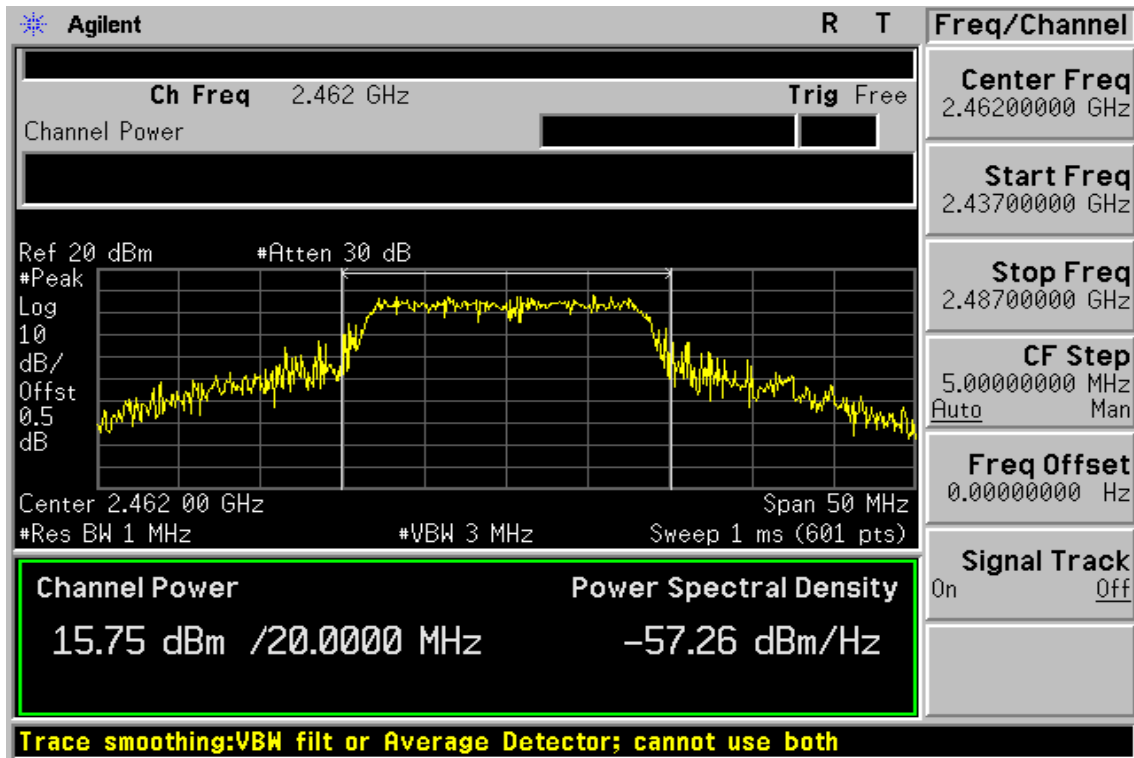 Agilent R T Freq/Channel
Ch Freq 2.462 GHz Trig Free
Channel Power
Center Freq
2.46200000 GHz
Start Freq
2.43700000 GHz
Stop Freq
2.48700000 GHz
CF Step
5.00000000 MHz
Auto Man
Freq Offset
0.00000000 Hz
Signal Track
On Off
Ref 20 dBm #Atten 30 dB
#Peak
Log
10
dB/
Offst
0.5
dB
Center 2.462 00 GHz Span 50 MHz
#Res BW 1 MHz #VBW 3 MHz Sweep 1 ms (601 pts)
Channel Power Power Spectral Density
15.75 dBm /20.0000 MHz -57.26 dBm/Hz
Trace smoothing:VBW filt or Average Detector; cannot use both